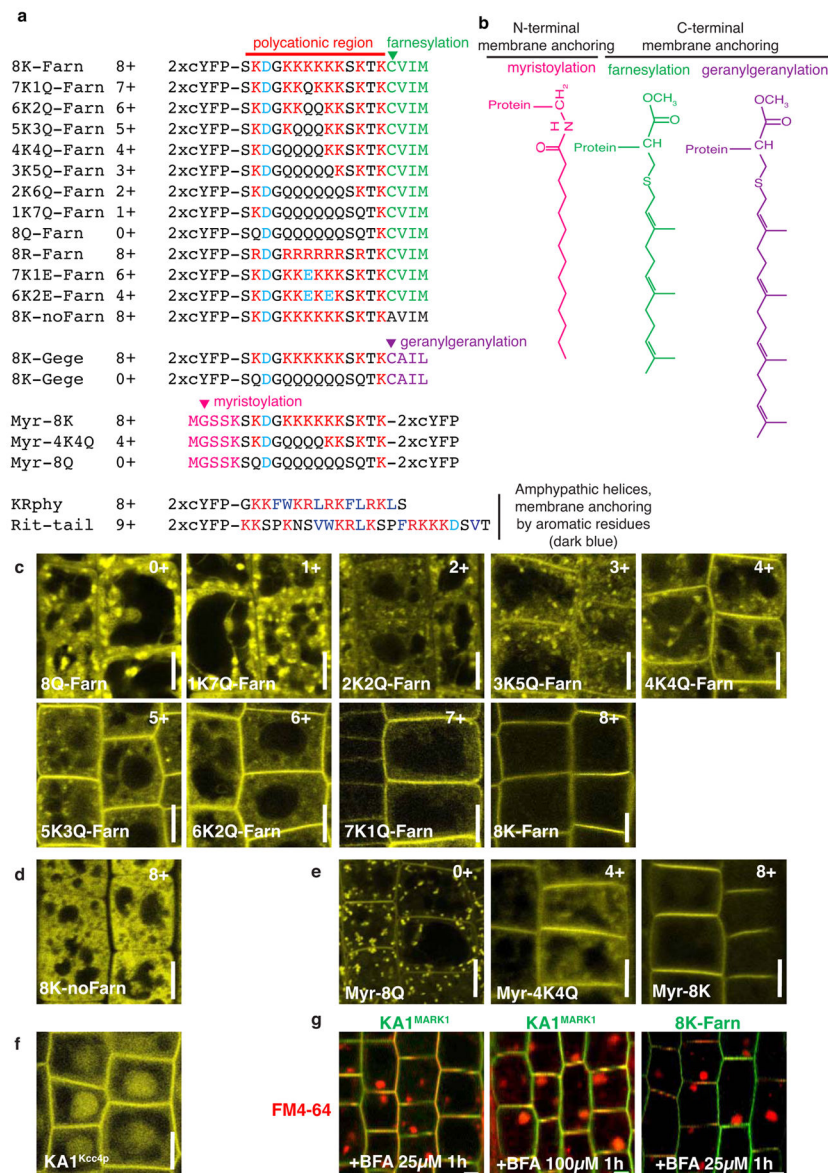 a
polycationic region farnesylation
8K-Farn 8+ 2xcYFP-SKDGKKKKKKSKTKCVIM
7K1Q-Farn 7+ 2xcYFP-SKDGKKQKKKSKTKCVIM
6K2Q-Farn 6+ 2xcYFP-SKDGKKQQKKSKTKCVIM
5K3Q-Farn 5+ 2xcYFP-SKDGKQQQKKSKTKCVIM
4K4Q-Farn 4+ 2xcYFP-SKDGQQQQKKSKTKCVIM
3K5Q-Farn 3+ 2xcYFP-SKDGQQQQQKSKTKCVIM
2K6Q-Farn 2+ 2xcYFP-SKDGQQQQQQSKTKCVIM
1K7Q-Farn 1+ 2xcYFP-SKDGQQQQQQSQTKCVIM
8Q-Farn 0+ 2xcYFP-SQDGQQQQQQSQTKCVIM
8R-Farn 8+ 2xcYFP-SRDGRRRRRRSRTKCVIM
7K1E-Farn 6+ 2xcYFP-SKDGKKEKKKSKTKCVIM
6K2E-Farn 4+ 2xcYFP-SKDGKKEKEKSKTKCVIM
8K-noFarn 8+ 2xcYFP-SKDGKKKKKKSKTKAVIM
geranylgeranylation
8K-Gege 8+ 2xcYFP-SKDGKKKKKKSKTKCAIL
8K-Gege 0+ 2xcYFP-SQDGQQQQQQSQTKCAIL
myristoylation
Myr-8K 8+ MGSSKSKDGKKKKKKSKTK-2xcYFP
Myr-4K4Q 4+ MGSSKSKDGQQQQKKSKTK-2xcYFP
Myr-8Q 0+ MGSSKSQDGQQQQQQSQTK-2xcYFP
KRphy 8+ 2xcYFP-GKKFWKRLRKFLRKLS
Rit-tail 9+ 2xcYFP-KKSPKNSVWKRLKSPFRKKKDSVT
Amphypathic helices,
membrane anchoring
by aromatic residues
(dark blue)
b
N-terminal
membrane anchoring
C-terminal
membrane anchoring
myristoylation
farnesylation
geranylgeranylation
Protein
CH2
H
N
O
OCH3
O
Protein
CH
S
OCH3
O
Protein
CH
S
c
0+
8Q-Farn
1+
1K7Q-Farn
2+
2K2Q-Farn
3+
3K5Q-Farn
4+
4K4Q-Farn
5+
5K3Q-Farn
6+
6K2Q-Farn
7+
7K1Q-Farn
8+
8K-Farn
d
8+
8K-noFarn
e
0+
Myr-8Q
4+
Myr-4K4Q
8+
Myr-8K
f
KA1Kcc4p
g
KA1MARK1
KA1MARK1
8K-Farn
FM4-64
+BFA 25µM 1h
+BFA 100µM 1h
+BFA 25µM 1h